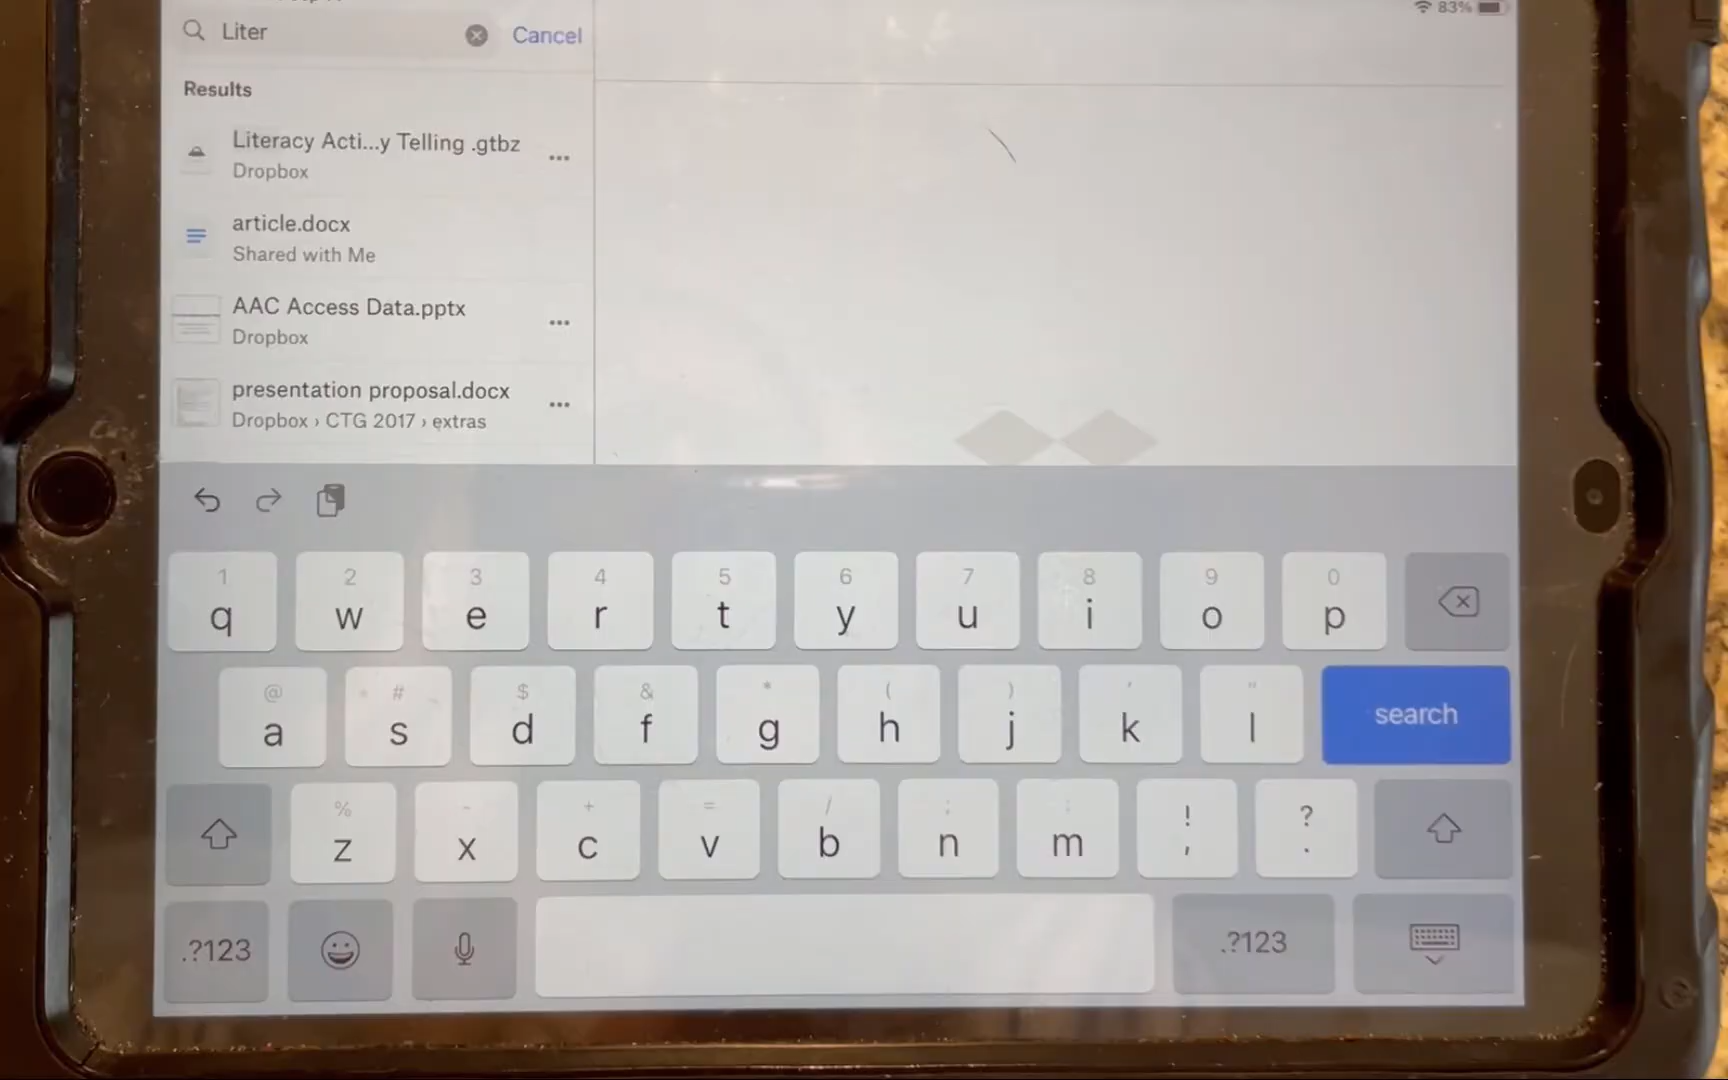 83%
Liter
Cancel
Results
Literacy Acti...y Telling .gtbz
Dropbox
article.docx
Shared with Me
AAC Access Data.pptx
Dropbox
presentation proposal.docx
Dropbox › CTG 2017 › extras
1 2 3 4 5 6 7 8 9 0
q w e r t y u i o p
@ # $ & * ( ) ' "
a s d f g h j k l search
% - + = / ; : ! ?
z x c v b n m , .
.?123 .?123